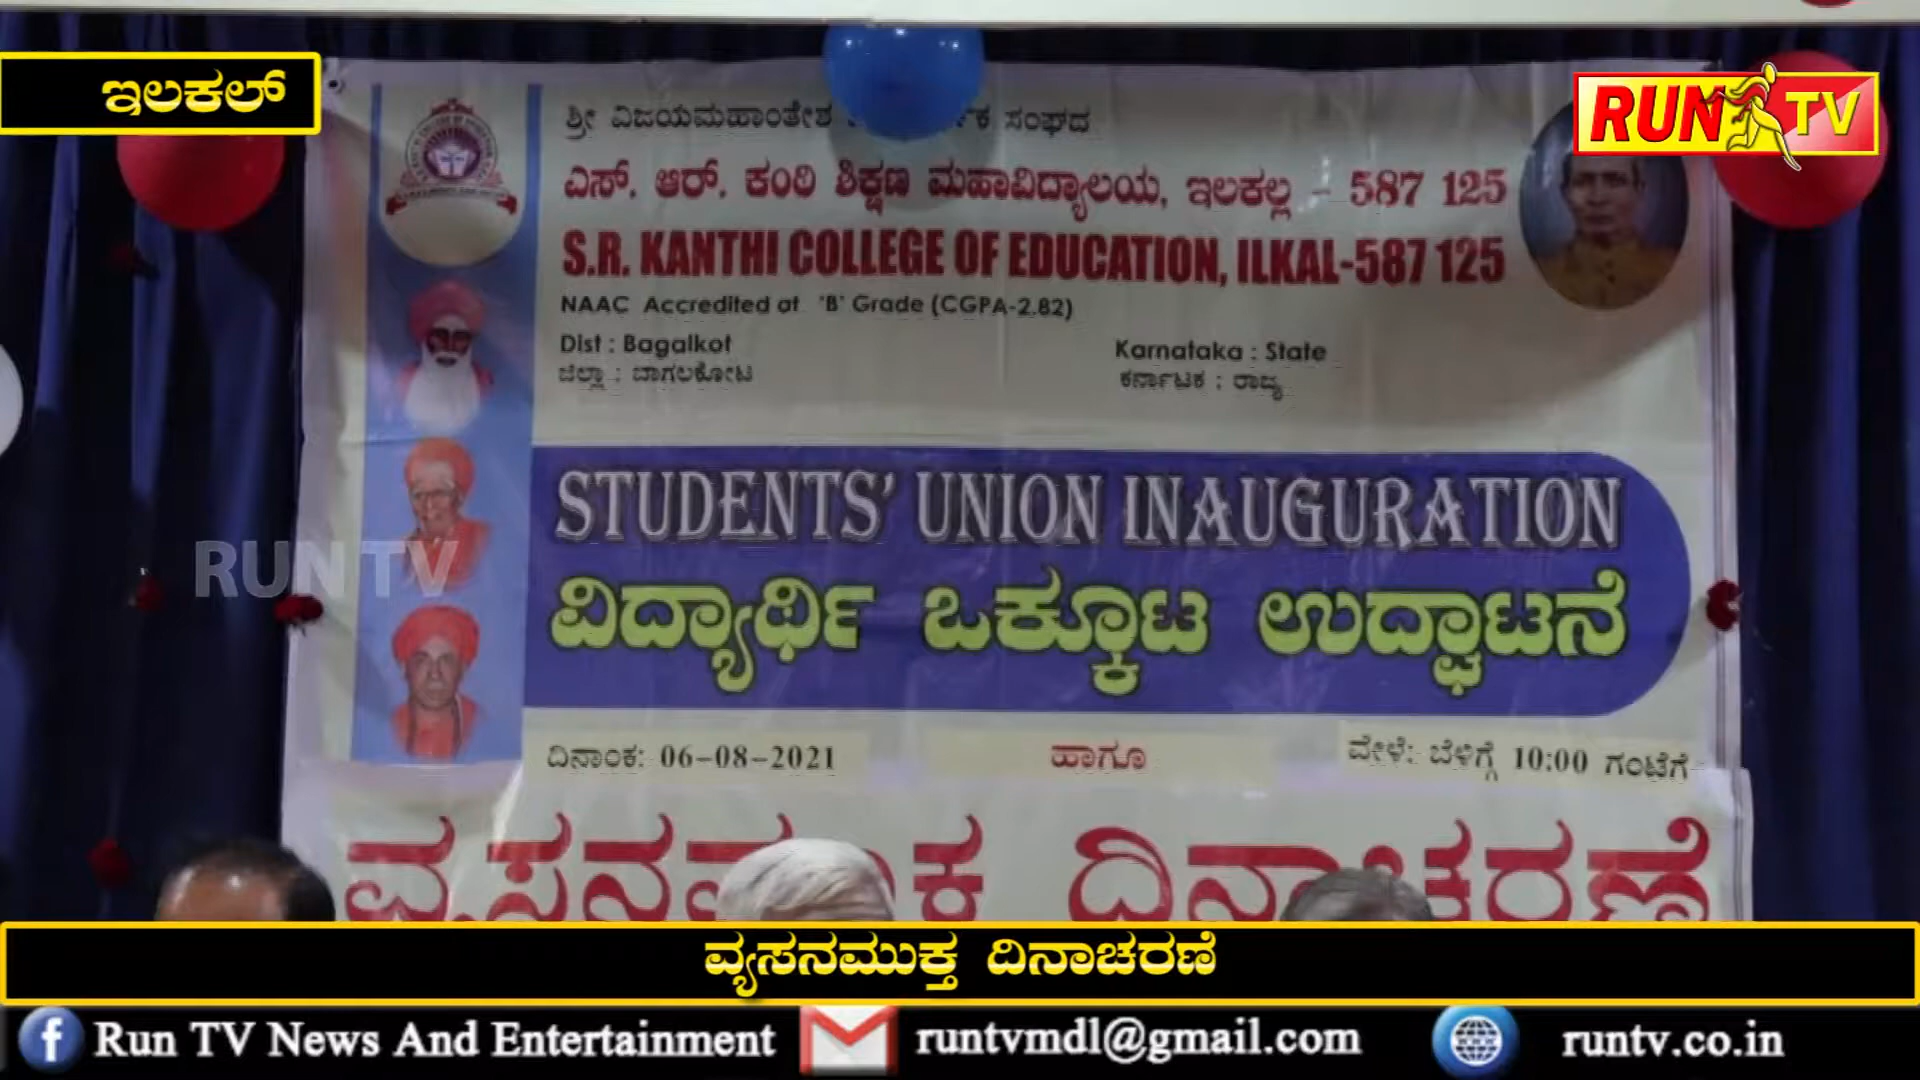 ಇಲಕಲ್
RUN TV
ಶ್ರೀ ವಿಜಯಮಹಾಂತೇಶ ಸಂಘದ
ಎಸ್. ಆರ್. ಕಂಠಿ ಶಿಕ್ಷಣ ಮಹಾವಿದ್ಯಾಲಯ, ಇಲಕಲ್ಲ - 587 125
S.R. KANTHI COLLEGE OF EDUCATION, ILKAL-587 125
NAAC Accredited at 'B' Grade (CGPA-2.82)
Dist : Bagalkot Karnataka : State
ಜಿಲ್ಲಾ : ಬಾಗಲಕೋಟ ಕರ್ನಾಟಕ : ರಾಜ್ಯ
STUDENTS' UNION INAUGURATION
RUN TV
ವಿದ್ಯಾರ್ಥಿ ಒಕ್ಕೂಟ ಉದ್ಘಾಟನೆ
ದಿನಾಂಕ: 06-08-2021 ಹಾಗೂ ವೇಳೆ: ಬೆಳಿಗ್ಗೆ 10:00 ಗಂಟೆಗೆ
ದಿನಾಚರಣೆ
ವ್ಯಸನಮುಕ್ತ ದಿನಾಚರಣೆ
Run TV News And Entertainment runtvmdl@gmail.com runtv.co.in